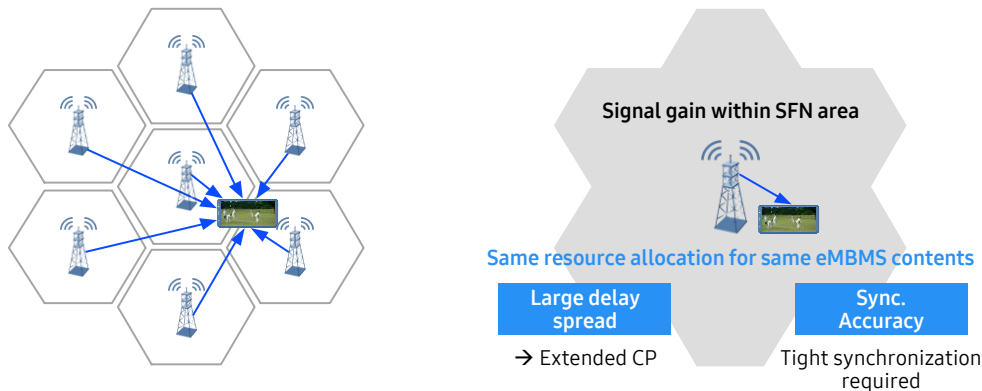 Signal gain within SFN area
Same resource allocation for same eMBMS contents
Large delay
spread
→ Extended CP
Sync.
Accuracy
Tight synchronization
required